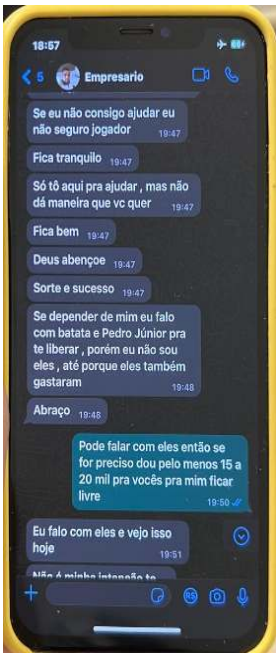 18:57
5
Empresario
Se eu não consigo ajudar eu
não seguro jogador 19:47
Fica tranquilo 19:47
Só tô aqui pra ajudar , mas não
dá maneira que vc quer 19:47
Fica bem 19:47
Deus abençoe 19:47
Sorte e sucesso 19:47
Se depender de mim eu falo
com batata e Pedro Júnior pra
te liberar , porém eu não sou
eles , até porque eles também
gastaram 19:48
Abraço 19:48
Pode falar com eles então se
for preciso dou pelo menos 15 a
20 mil pra vocês pra mim ficar
livre 19:50
Eu falo com eles e vejo isso
hoje 19:51
Não é minha intenção te
R$